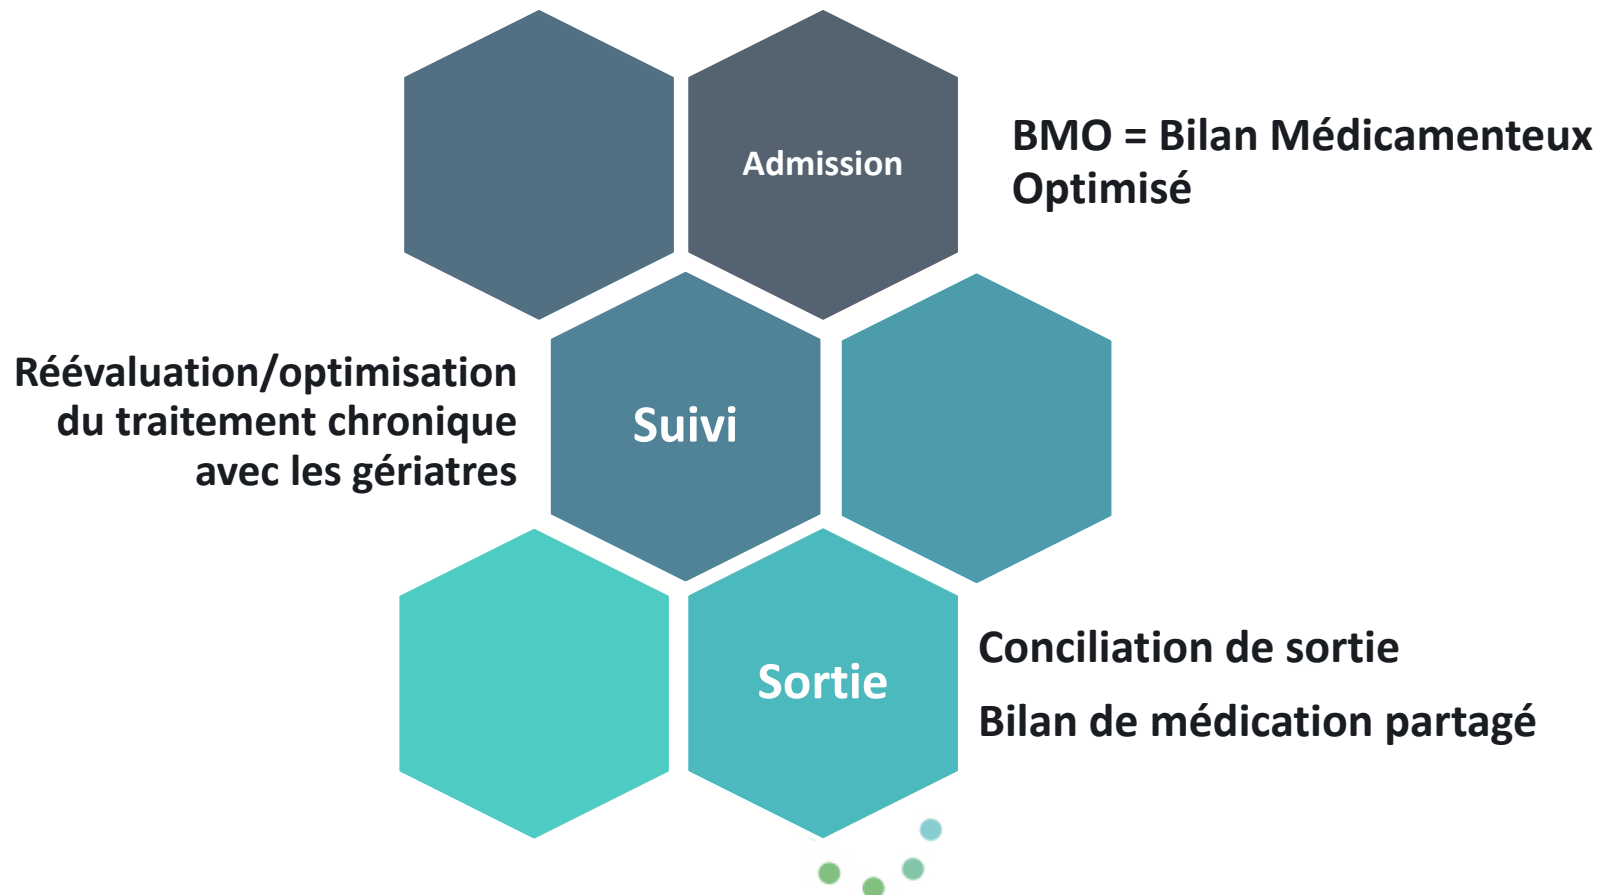 Admission
BMO = Bilan Médicamenteux
Optimisé
Réévaluation/optimisation
du traitement chronique
avec les gériatres
Suivi
Sortie
Conciliation de sortie
Bilan de médication partagé